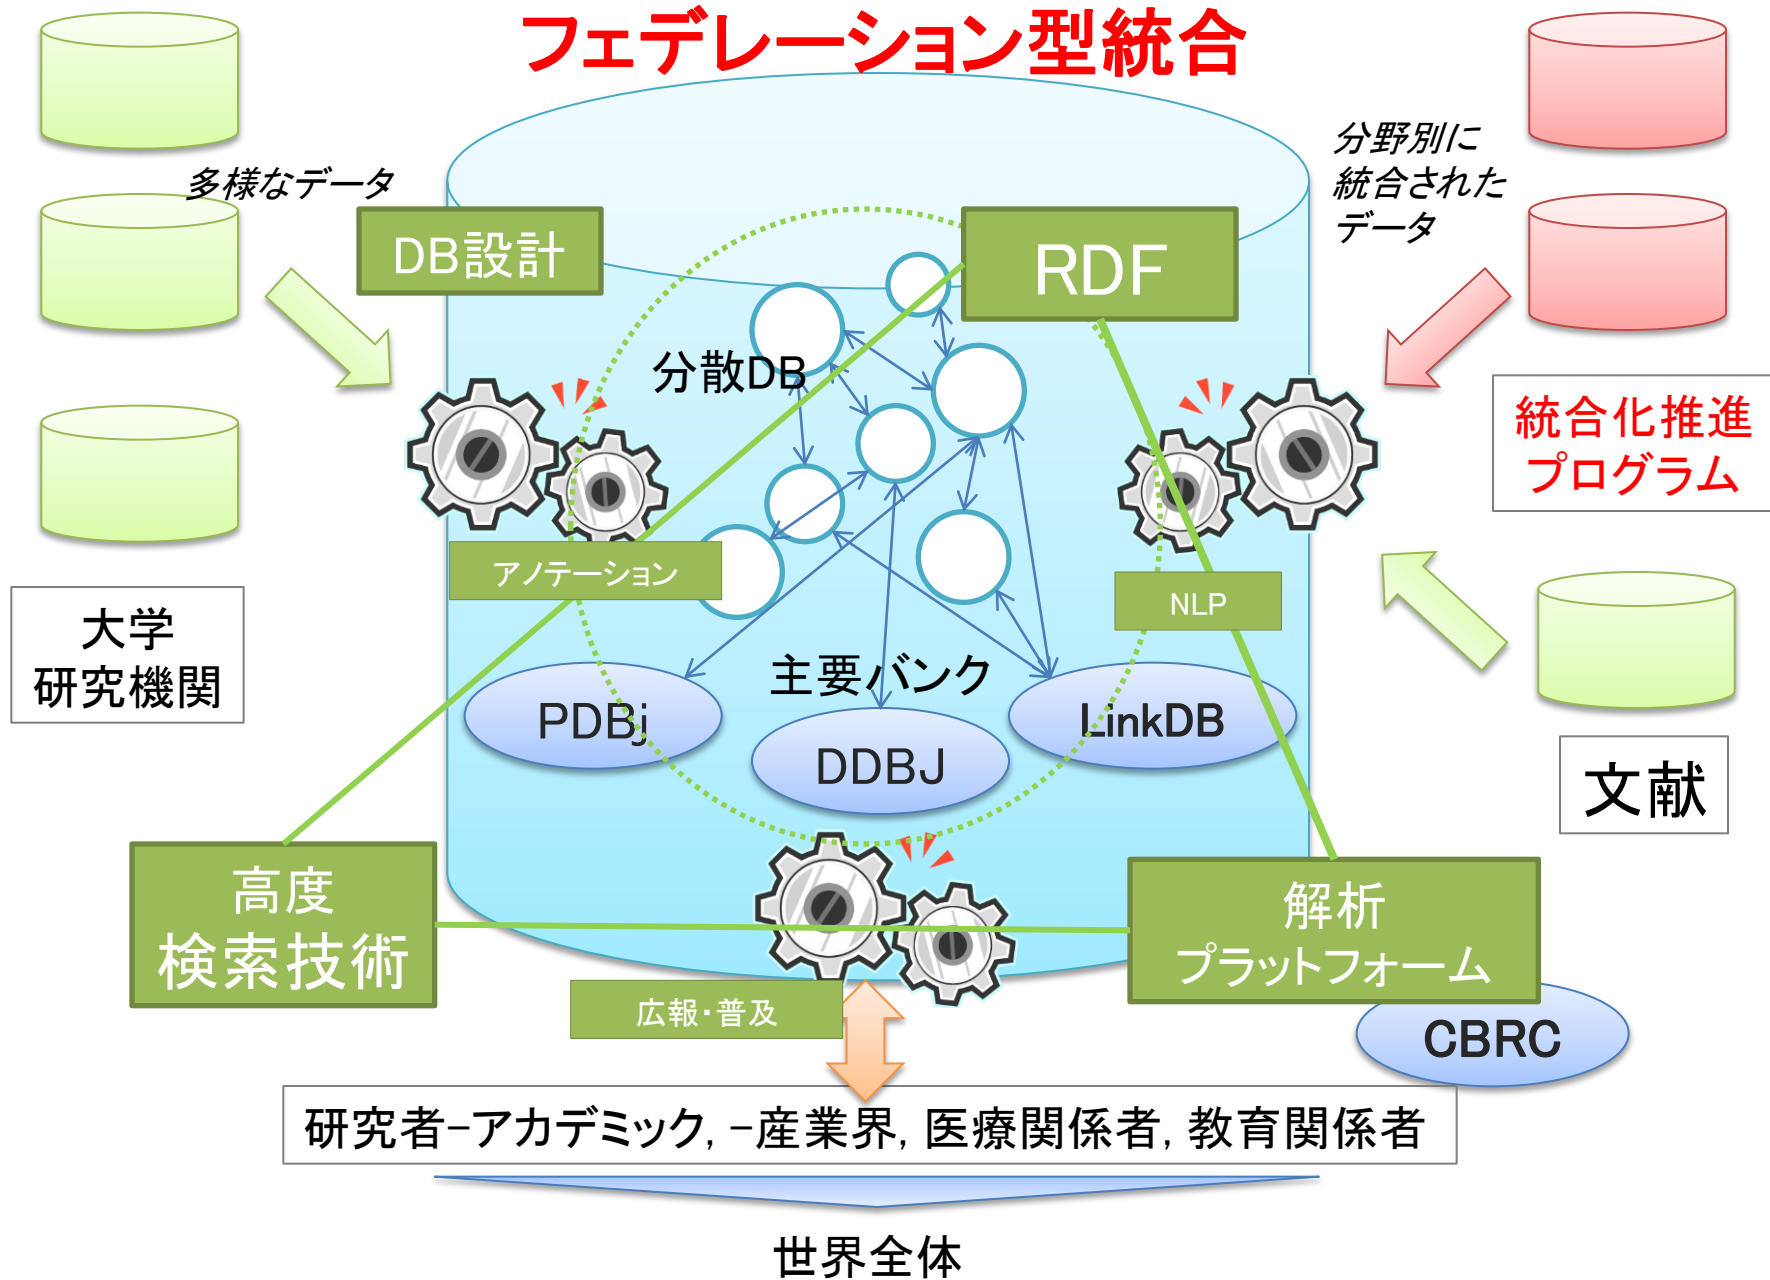 フェデレーション型統合
多様なデータ
分野別に
統合された
データ
DB設計
RDF
分散DB
統合化推進
プログラム
アノテーション
NLP
大学
研究機関
主要バンク
PDBj
DDBJ
LinkDB
文献
高度
検索技術
解析
プラットフォーム
広報・普及
CBRC
研究者-アカデミック, -産業界, 医療関係者, 教育関係者
世界全体